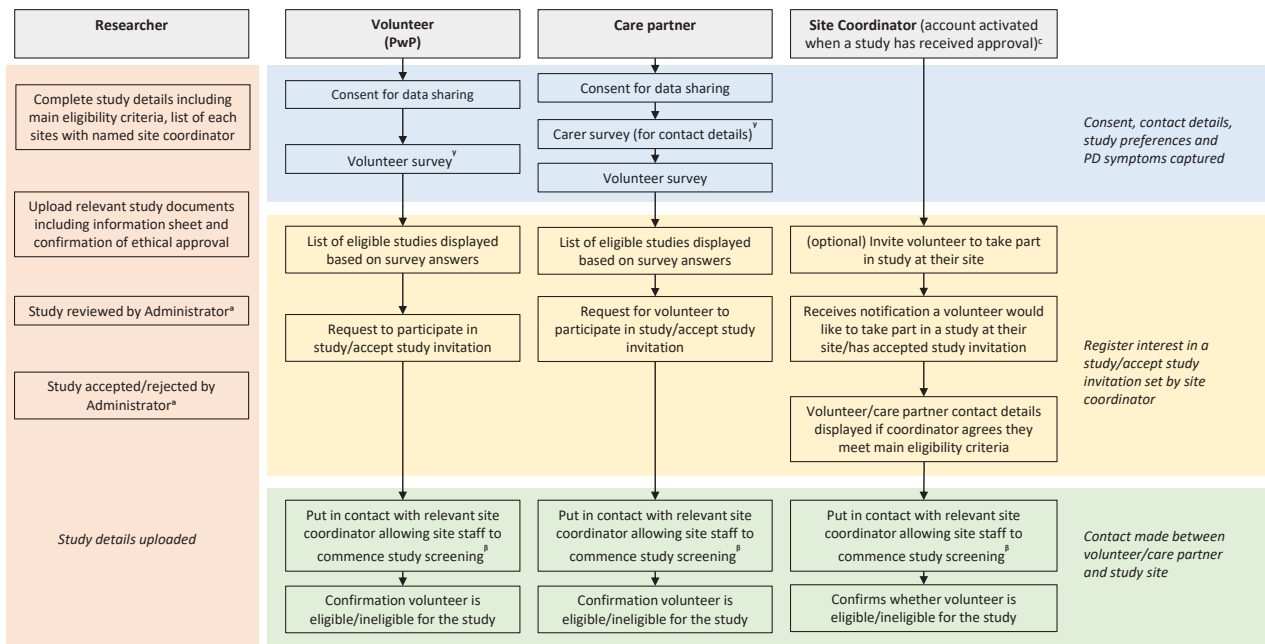 Researcher
Complete study details including
main eligibility criteria, list of each
sites with named site coordinator
Upload relevant study documents
including information sheet and
confirmation of ethical approval
Study reviewed by Administratorᵃ
Study accepted/rejected by
Administratorᵃ
Study details uploaded
Volunteer
(PwP)
Consent for data sharing
Volunteer surveyᵞ
List of eligible studies displayed
based on survey answers
Request to participate in
study/accept study invitation
Put in contact with relevant site
coordinator allowing site staff to
commence study screeningᵝ
Confirmation volunteer is
eligible/ineligible for the study
Care partner
Consent for data sharing
Carer survey (for contact details)ᵞ
Volunteer survey
List of eligible studies displayed
based on survey answers
Request for volunteer to
participate in study/accept study
invitation
Put in contact with relevant site
coordinator allowing site staff to
commence study screeningᵝ
Confirmation volunteer is
eligible/ineligible for the study
Site Coordinator (account activated
when a study has received approval)ᶜ
(optional) Invite volunteer to take part
in study at their site
Receives notification a volunteer would
like to take part in a study at their
site/has accepted study invitation
Volunteer/care partner contact details
displayed if coordinator agrees they
meet main eligibility criteria
Put in contact with relevant site
coordinator allowing site staff to
commence study screeningᵝ
Confirms whether volunteer is
eligible/ineligible for the study
Consent, contact details,
study preferences and
PD symptoms captured
Register interest in a
study/accept study
invitation set by site
coordinator
Contact made between
volunteer/care partner
and study site